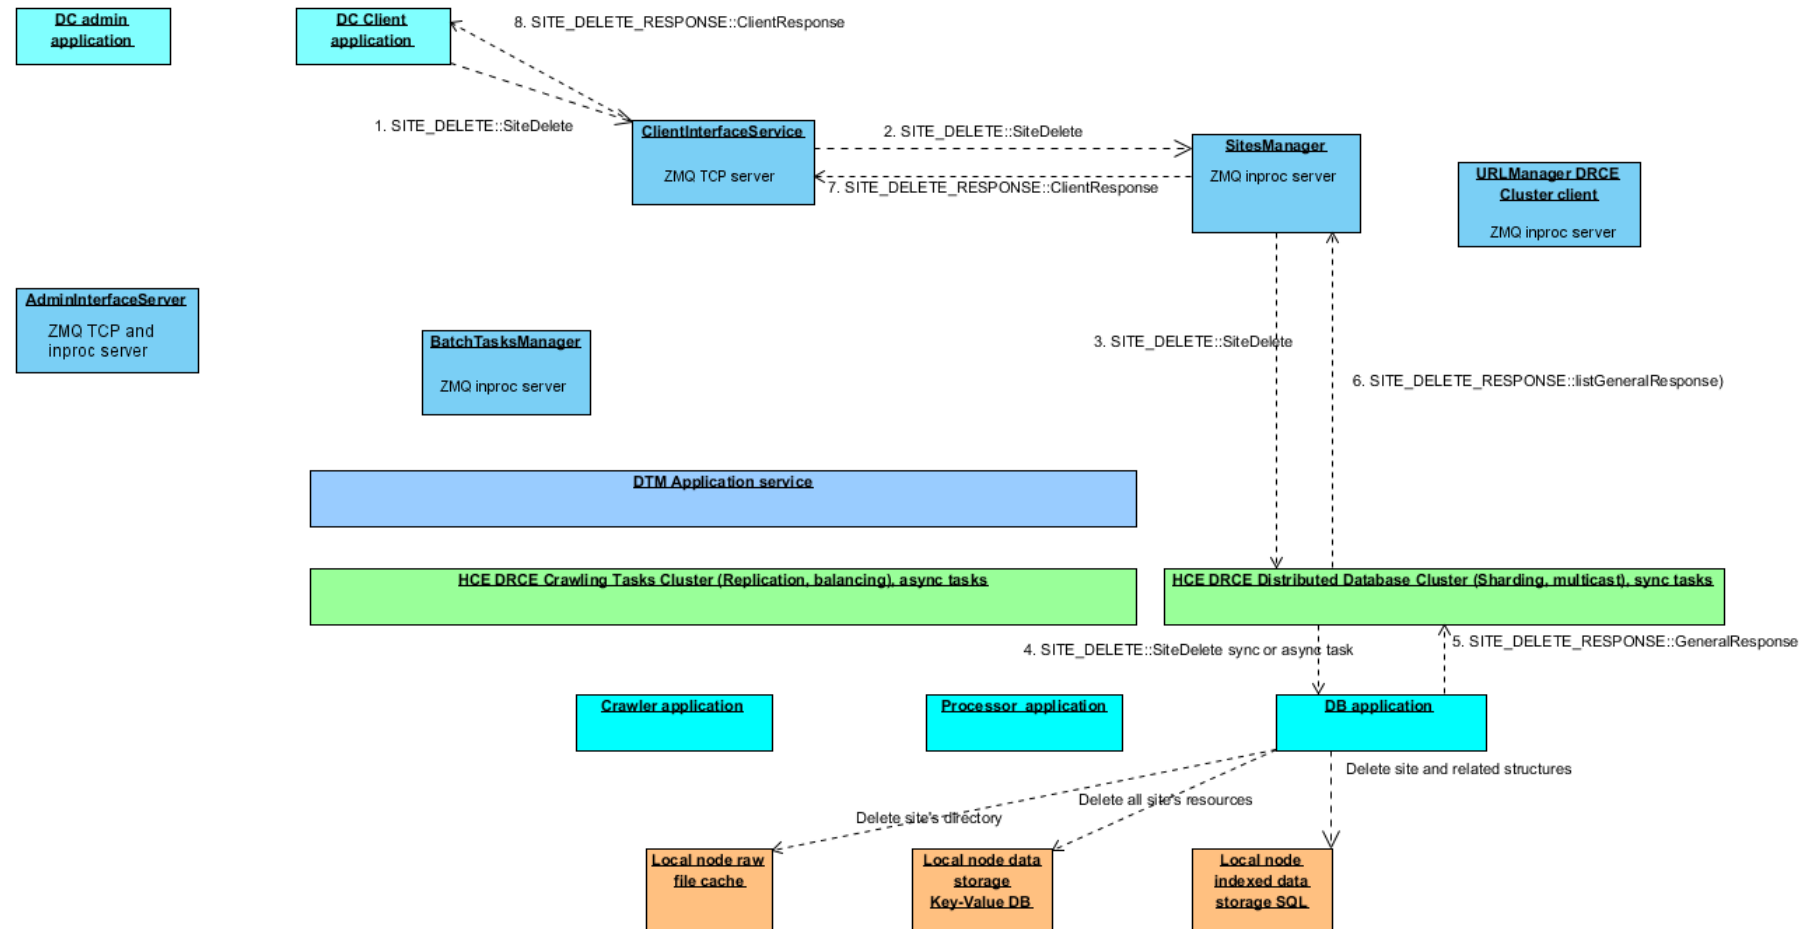 DC admin
application
DC Client
application
8. SITE_DELETE_RESPONSE::ClientResponse
1. SITE_DELETE::SiteDelete
ClientInterfaceService
ZMQ TCP server
2. SITE_DELETE::SiteDelete
7. SITE_DELETE_RESPONSE::ClientResponse
SitesManager
ZMQ inproc server
URLManager DRCE
Cluster client
ZMQ inproc server
AdminInterfaceServer
ZMQ TCP and
inproc server
BatchTasksManager
ZMQ inproc server
3. SITE_DELETE::SiteDelete
6. SITE_DELETE_RESPONSE::listGeneralResponse)
DTM Application service
HCE DRCE Crawling Tasks Cluster (Replication, balancing), async tasks
HCE DRCE Distributed Database Cluster (Sharding, multicast), sync tasks
4. SITE_DELETE::SiteDelete sync or async task
5. SITE_DELETE_RESPONSE::GeneralResponse
Crawler application
Processor application
DB application
Delete site and related structures
Delete all site's resources
Delete site's directory
Local node raw
file cache
Local node data
storage
Key-Value DB
Local node
indexed data
storage SQL